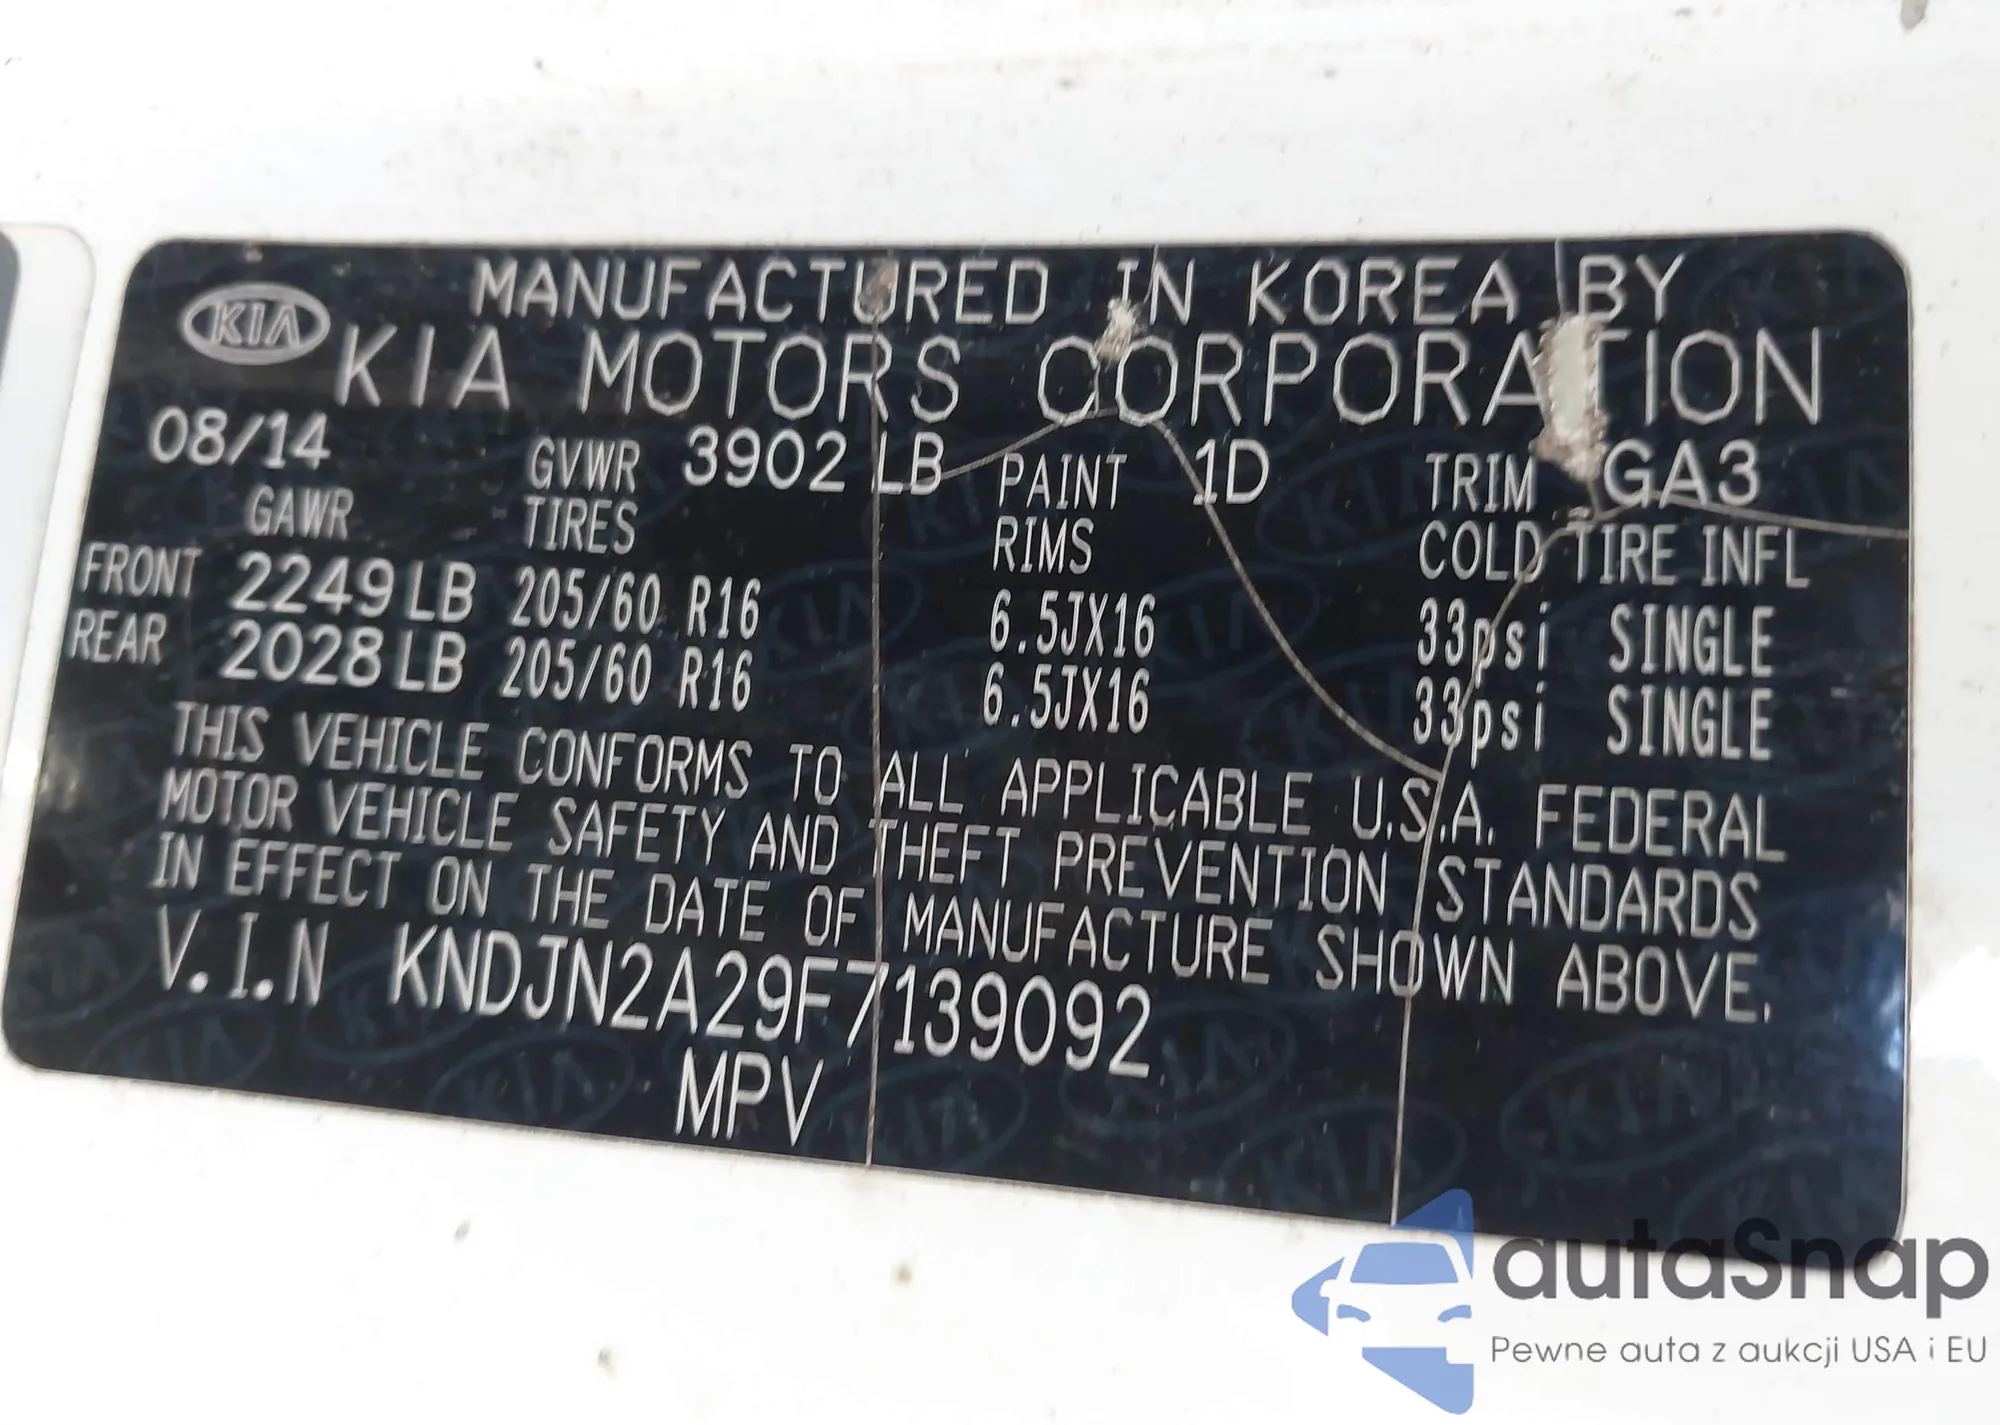 MANUFACTURED IN KOREA BY
KIA KIA MOTORS CORPORATION
08/14 GVWR 3902 LB PAINT 1D TRIM GA3
GAWR TIRES RIMS COLD TIRE INFL
FRONT 2249 LB 205/60 R16 6.5JX16 33psi SINGLE
REAR 2028 LB 205/60 R16 6.5JX16 33psi SINGLE
THIS VEHICLE CONFORMS TO ALL APPLICABLE U.S.A. FEDERAL
MOTOR VEHICLE SAFETY AND THEFT PREVENTION STANDARDS
IN EFFECT ON THE DATE OF MANUFACTURE SHOWN ABOVE.
V.I.N KNDJN2A29F7139092
MPV
autaSnap
Pewne auta z aukcji USA i EU